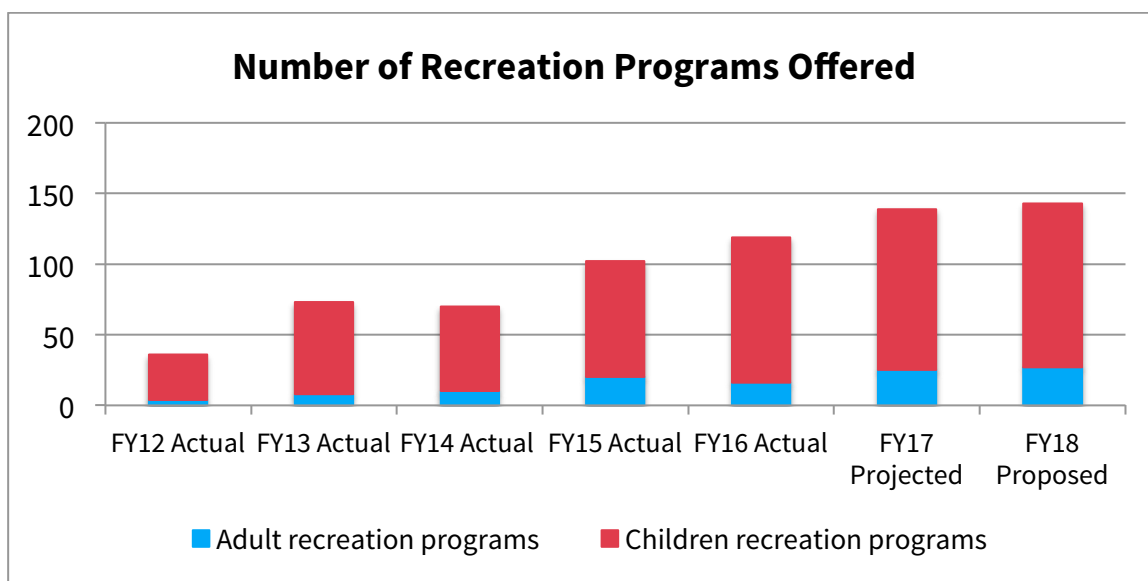 Number of Recreation Programs Offered
200
150
100
50
0
FY12 Actual FY13 Actual FY14 Actual FY15 Actual FY16 Actual FY17 Projected FY18 Proposed
Adult recreation programs Children recreation programs